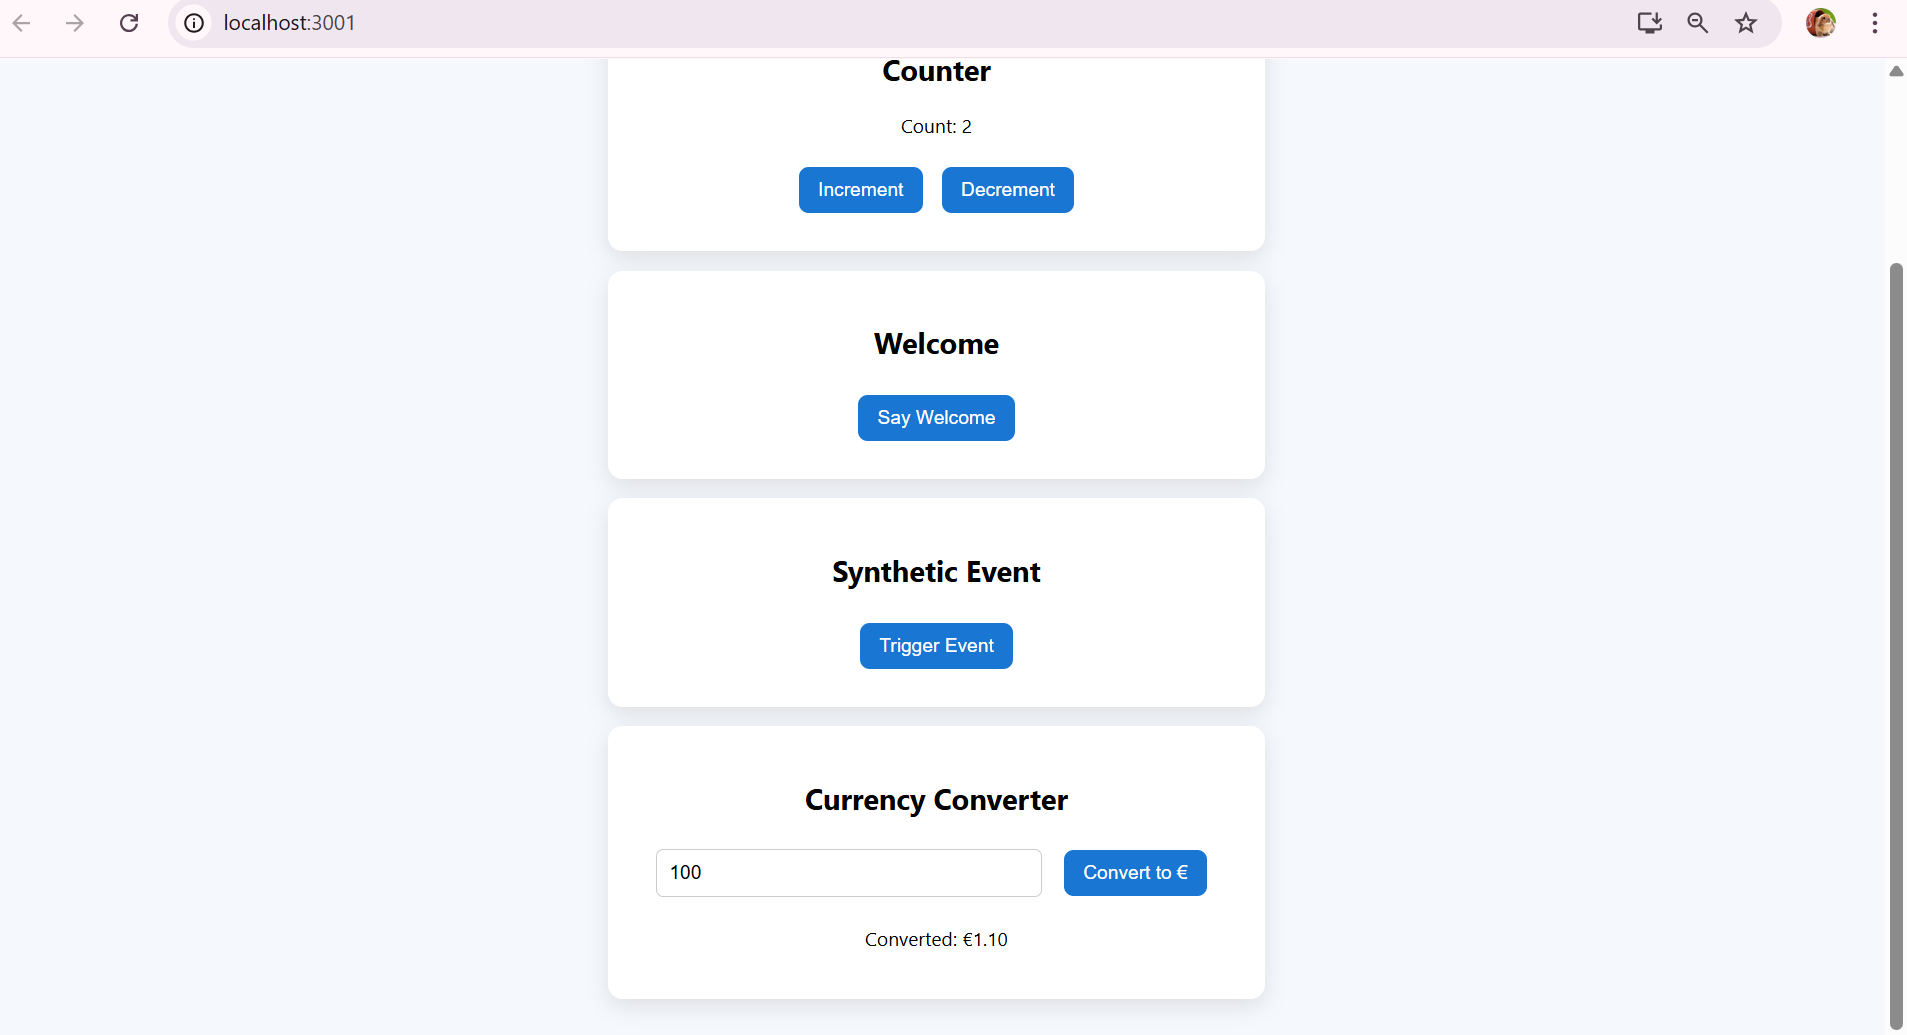 localhost:3001
Counter
Count: 2
Increment Decrement
Welcome
Say Welcome
Synthetic Event
Trigger Event
Currency Converter
100 Convert to €
Converted: €1.10